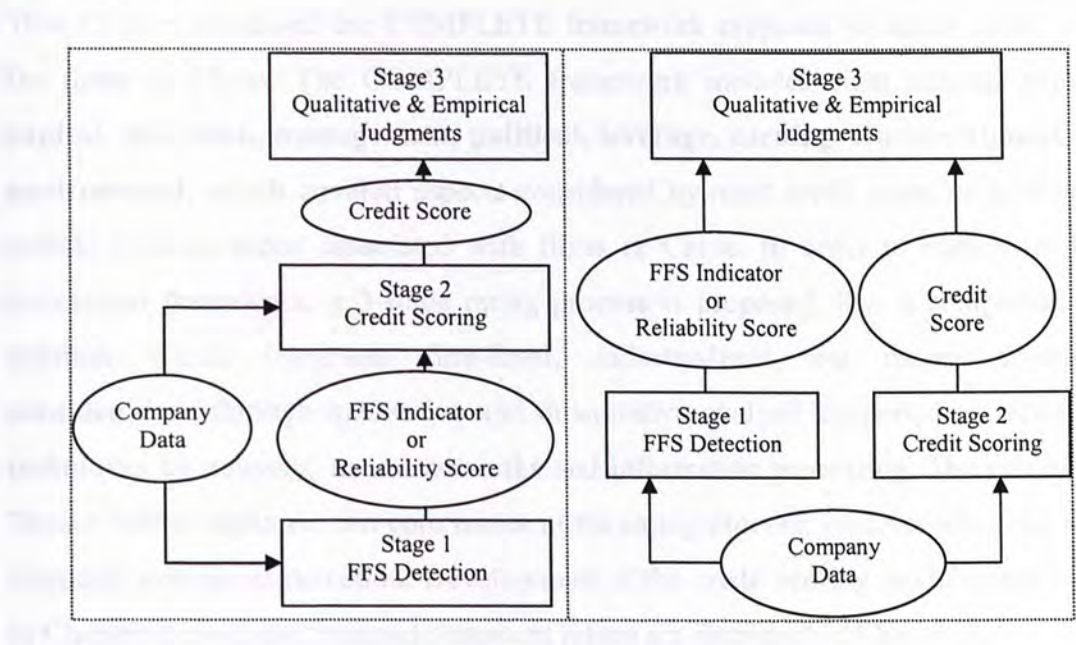 Stage 3
Qualitative & Empirical
Judgments
Credit Score
Stage 2
Credit Scoring
Company
Data
FFS Indicator
or
Reliability Score
Stage 1
FFS Detection
Stage 3
Qualitative & Empirical
Judgments
FFS Indicator
or
Reliability Score
Credit
Score
Stage 1
FFS Detection
Stage 2
Credit Scoring
Company
Data